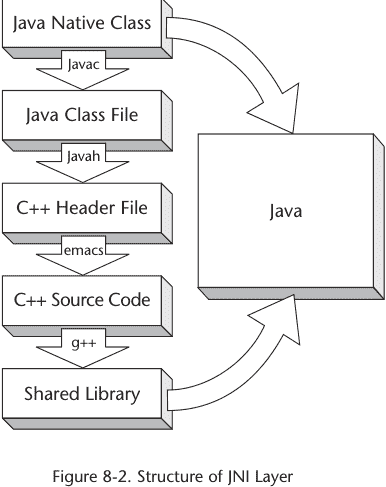 Java Native Class
Javac
Java Class File
Javah
C++ Header File
emacs
C++ Source Code
g++
Shared Library
Java
Figure 8-2. Structure of JNI Layer